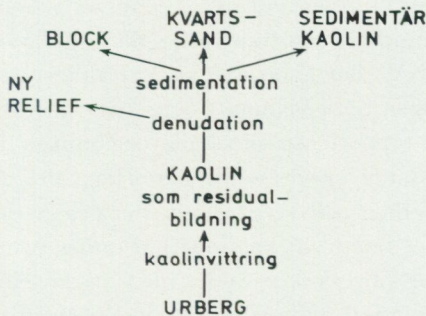 KVARTS-
SAND
SEDIMENTÄR
KAOLIN
BLOCK
sedimentation
NY
RELIEF
denudation
KAOLIN
som residual-
bildning
kaolinvittring
URBERG